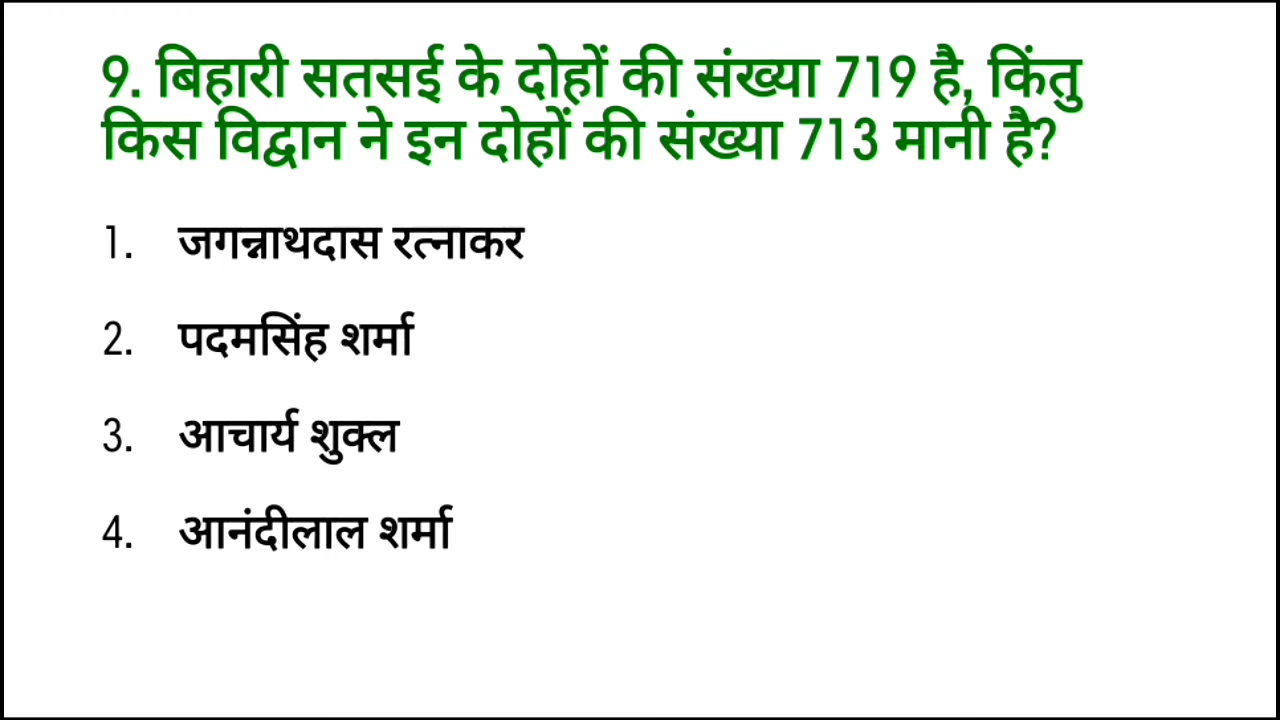 9. बिहारी सतसई के दोहों की संख्या 719 है, किंतु
किस विद्वान ने इन दोहों की संख्या 713 मानी है?
1. जगन्नाथदास रत्नाकर
2. पदमसिंह शर्मा
3. आचार्य शुक्ल
4. आनंदीलाल शर्मा